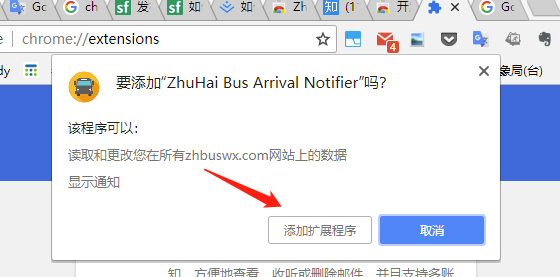 Gc
ch
发
如
如
Zh
知 (1
开
Gc
chrome://extensions
4
dy
象局(台)
要添加“ZhuHai Bus Arrival Notifier”吗?
该程序可以:
读取和更改您在所有zhbuswx.com网站上的数据
显示通知
添加扩展程序
取消
知、方便地查看、收听或删除邮件，并且支持多账